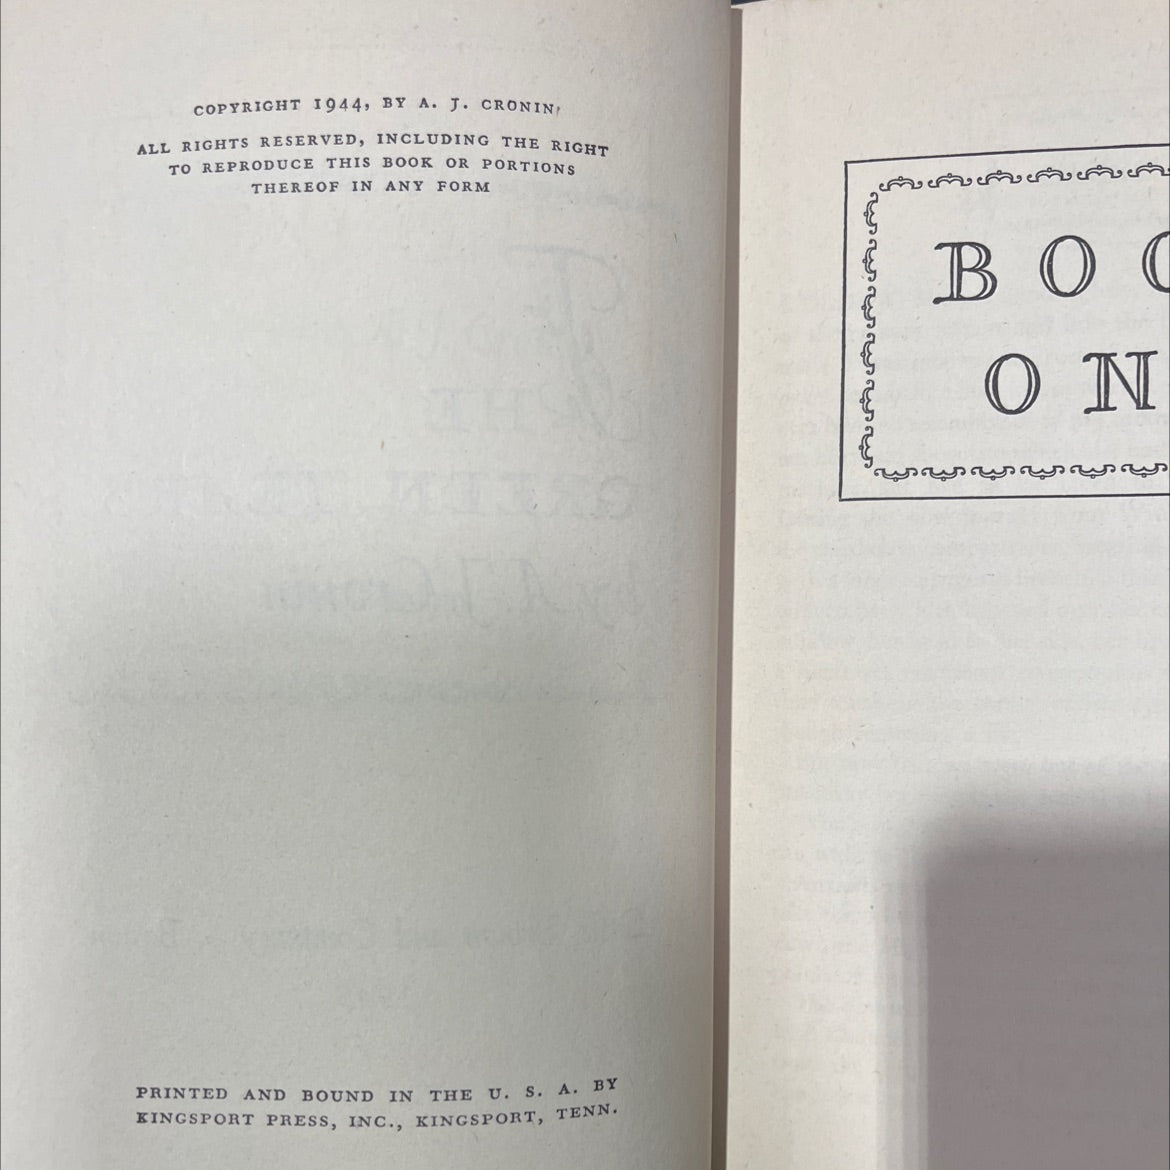 COPYRIGHT 1944, BY A. J. CRONIN
ALL RIGHTS RESERVED, INCLUDING THE RIGHT
TO REPRODUCE THIS BOOK OR PORTIONS
THEREOF IN ANY FORM
PRINTED AND BOUND IN THE U. S. A. BY
KINGSPORT PRESS, INC., KINGSPORT, TENN.
BOO
ON